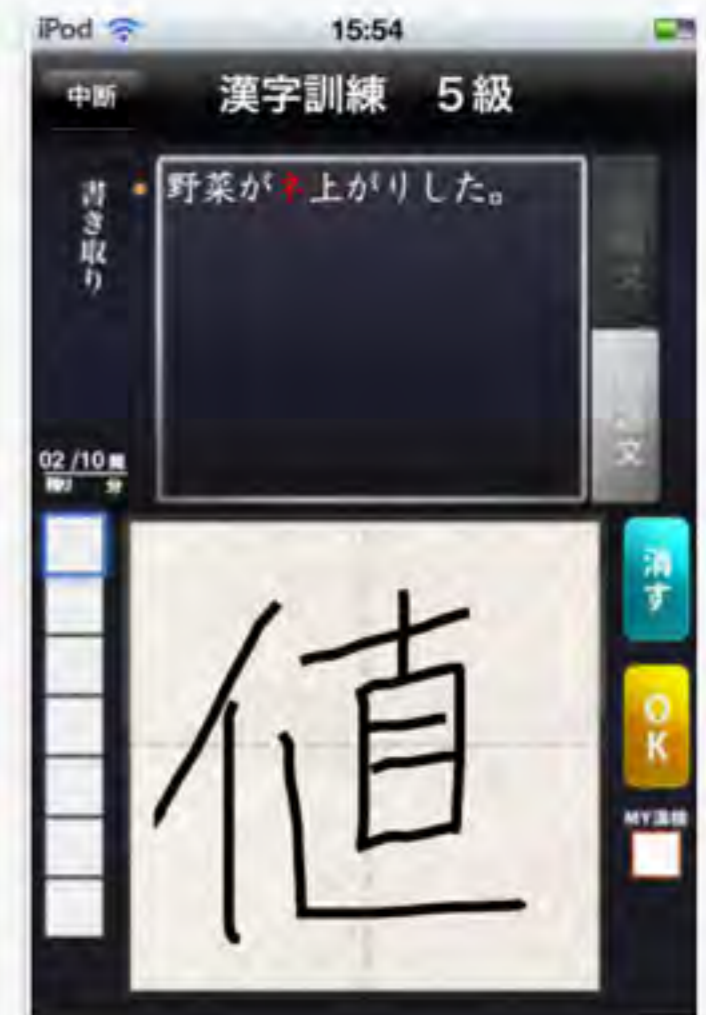 iPod 15:54
中断 漢字訓練 5級
書き取り
野菜がネ上がりした。
文
02/10
値
消す
OK
MY漢検